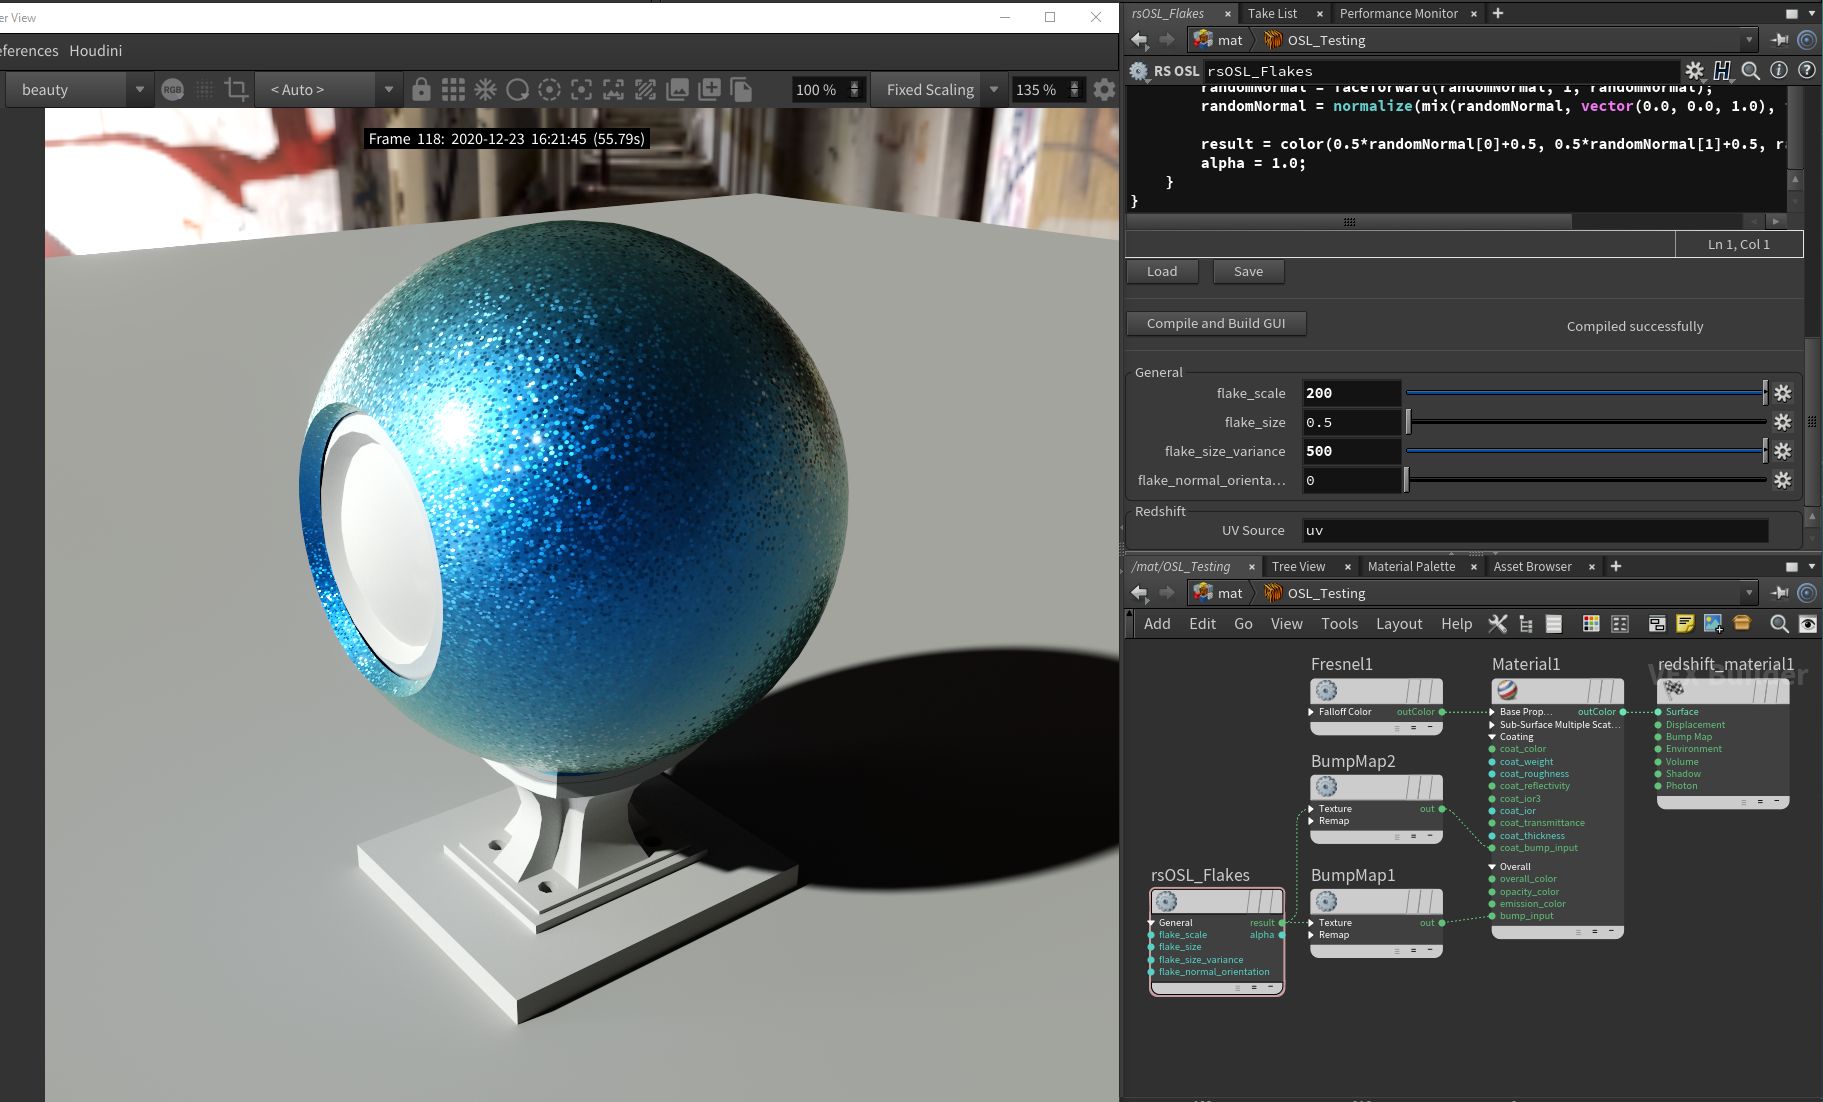 er View
eferences Houdini
beauty
RGB
< Auto >
100 %
Fixed Scaling
135 %
Frame 118: 2020-12-23 16:21:45 (55.79s)
rsOSL_Flakes × Take List × Performance Monitor × +
mat OSL_Testing
RS OSL rsOSL_Flakes
randomNormal = faceforward(randomNormal, I, randomNormal);
randomNormal = normalize(mix(randomNormal, vector(0.0, 0.0, 1.0),
result = color(0.5*randomNormal[0]+0.5, 0.5*randomNormal[1]+0.5, r
alpha = 1.0;
}
}
Ln 1, Col 1
Load Save
Compile and Build GUI Compiled successfully
General
flake_scale 200
flake_size 0.5
flake_size_variance 500
flake_normal_orienta... 0
Redshift
UV Source uv
/mat/OSL_Testing × Tree View × Material Palette × Asset Browser × +
mat OSL_Testing
Add Edit Go View Tools Layout Help
VEX Builder
Fresnel1
Falloff Color outColor
BumpMap2
Texture out
Remap
rsOSL_Flakes
General result
flake_scale alpha
flake_size
flake_size_variance
flake_normal_orientation
BumpMap1
Texture out
Remap
Material1
Base Prop... outColor
Sub-Surface Multiple Scat...
Coating
coat_color
coat_weight
coat_roughness
coat_reflectivity
coat_ior3
coat_ior
coat_transmittance
coat_thickness
coat_bump_input
Overall
overall_color
opacity_color
emission_color
bump_input
redshift_material1
Surface
Displacement
Bump Map
Environment
Volume
Shadow
Photon